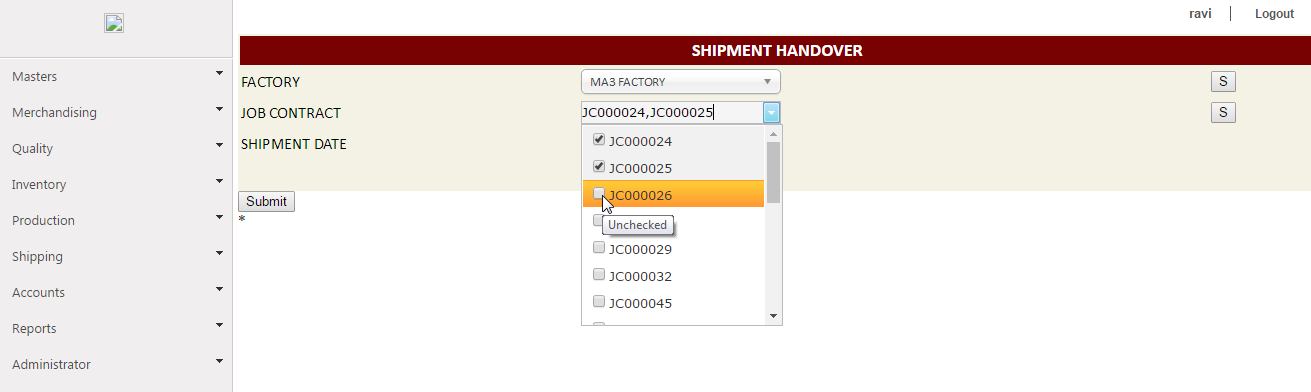 ravi
Logout
SHIPMENT HANDOVER
Masters
Merchandising
Quality
Inventory
Production
Shipping
Accounts
Reports
Administrator
FACTORY
MA3 FACTORY
S
JOB CONTRACT
JC000024,JC000025
S
SHIPMENT DATE
JC000024
JC000025
JC000026
Unchecked
JC000029
JC000032
JC000045
Submit
*